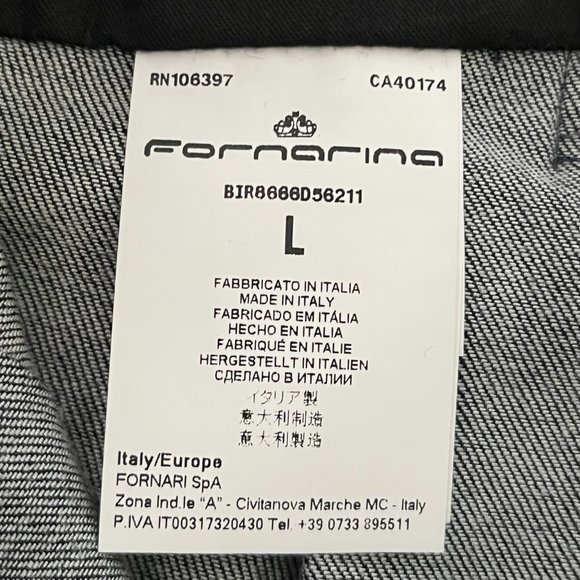 RN106397 CA40174
Fornarina
BIR8666D56211
L
FABBRICATO IN ITALIA
MADE IN ITALY
FABRICADO EM ITÁLIA
HECHO EN ITALIA
FABRIQUÉ EN ITALIE
HERGESTELLT IN ITALIEN
СДЕЛАНО В ИТАЛИИ
イタリア製
意大利制造
意大利製造
Italy/Europe
FORNARI SpA
Zona Ind.le "A" - Civitanova Marche MC - Italy
P.IVA IT00317320430 Tel. +39 0733 895511